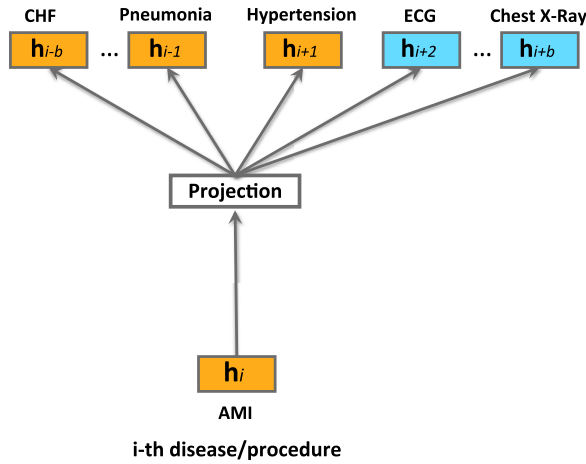 CHF Pneumonia Hypertension ECG Chest X-Ray
hi-b ... hi-1 hi+1 hi+2 ... hi+b
Projection
hi
AMI
i-th disease/procedure